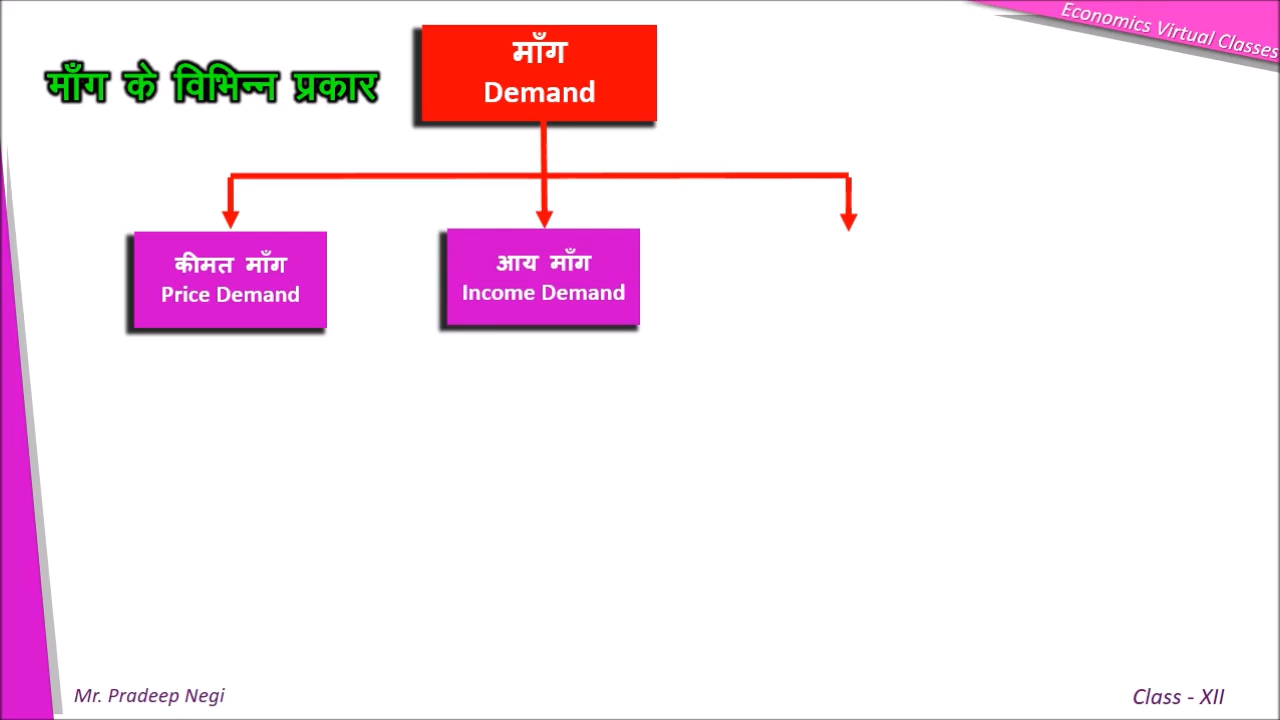 Economics Virtual Classes
माँग के विभिन्न प्रकार
माँग
Demand
कीमत माँग
Price Demand
आय माँग
Income Demand
Mr. Pradeep Negi
Class - XII